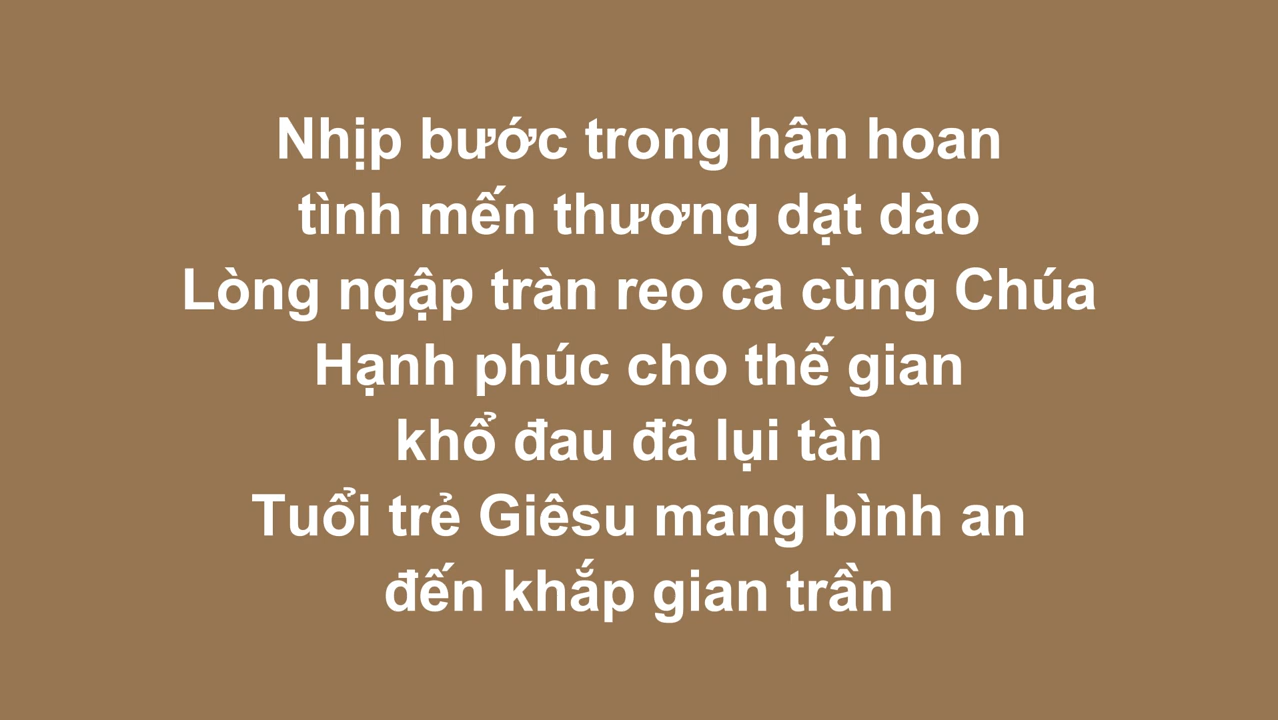 Nhịp bước trong hân hoan
tình mến thương dạt dào
Lòng ngập tràn reo ca cùng Chúa
Hạnh phúc cho thế gian
khổ đau đã lụi tàn
Tuổi trẻ Giêsu mang bình an
đến khắp gian trần